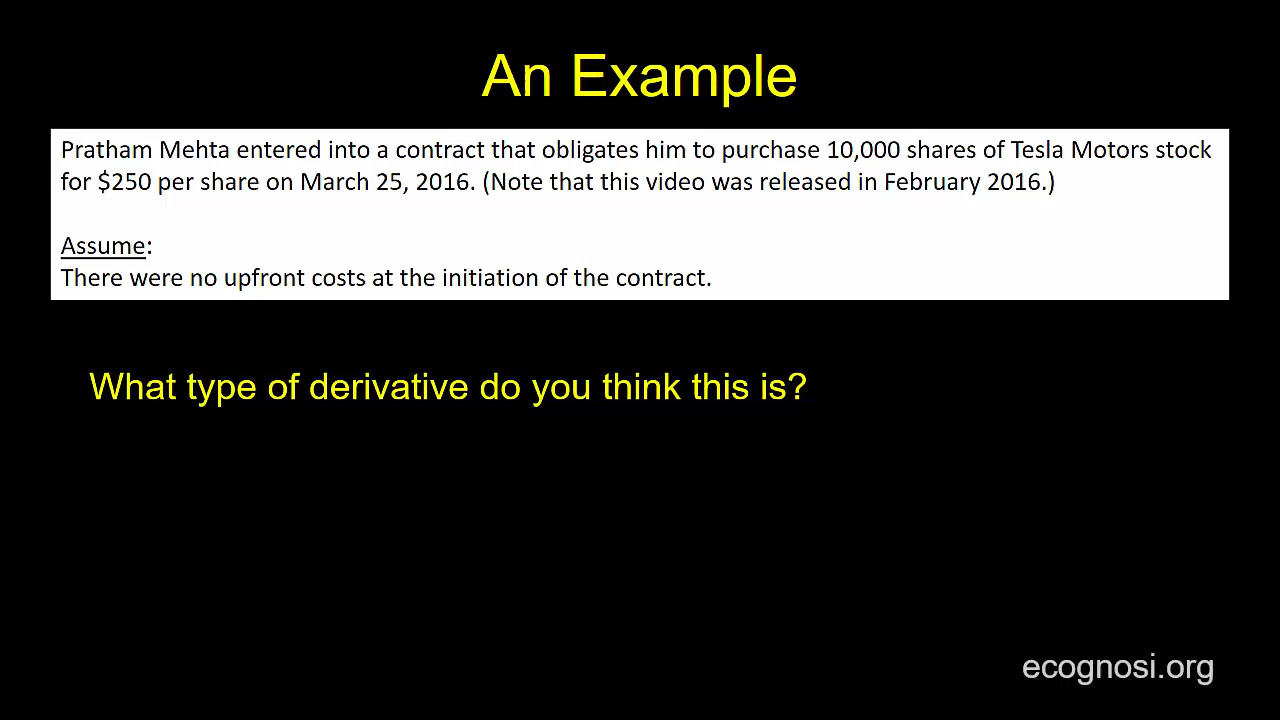 An Example
Pratham Mehta entered into a contract that obligates him to purchase 10,000 shares of Tesla Motors stock
for $250 per share on March 25, 2016. (Note that this video was released in February 2016.)
Assume:
There were no upfront costs at the initiation of the contract.
What type of derivative do you think this is?
ecognosi.org